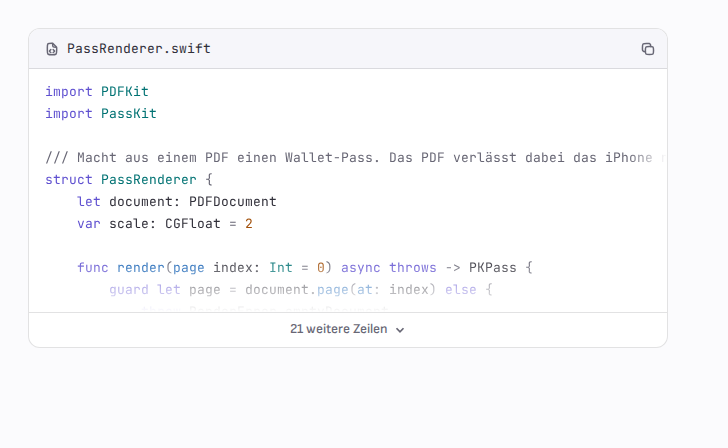 PassRenderer.swift
import PDFKit
import PassKit
/// Macht aus einem PDF einen Wallet-Pass. Das PDF verlässt dabei das iPhone
struct PassRenderer {
let document: PDFDocument
var scale: CGFloat = 2
func render(page index: Int = 0) async throws -> PKPass {
guard let page = document.page(at: index) else {
21 weitere Zeilen